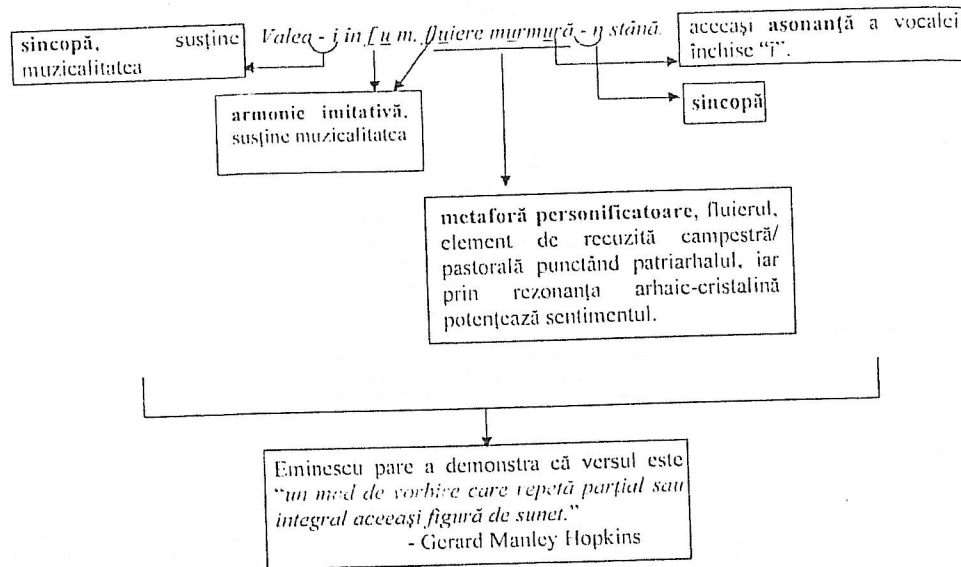 sincopă, susține
muzicalitatea
Valea - i în f u m. fluiere murmură - n stână.
aceeași asonanță a vocalei
închise “î”.
armonie imitativă,
susține muzicalitatea
sincopă
metaforă personificatoare, fluierul,
element de recuzită campestră/
pastorală punctând patriarhalul, iar
prin rezonanța arhaic-cristalină
potențează sentimentul.
Eminescu pare a demonstra că versul este
“un mod de vorbire care repetă parțial sau
integral aceeași figură de sunet.”
- Gerard Manley Hopkins